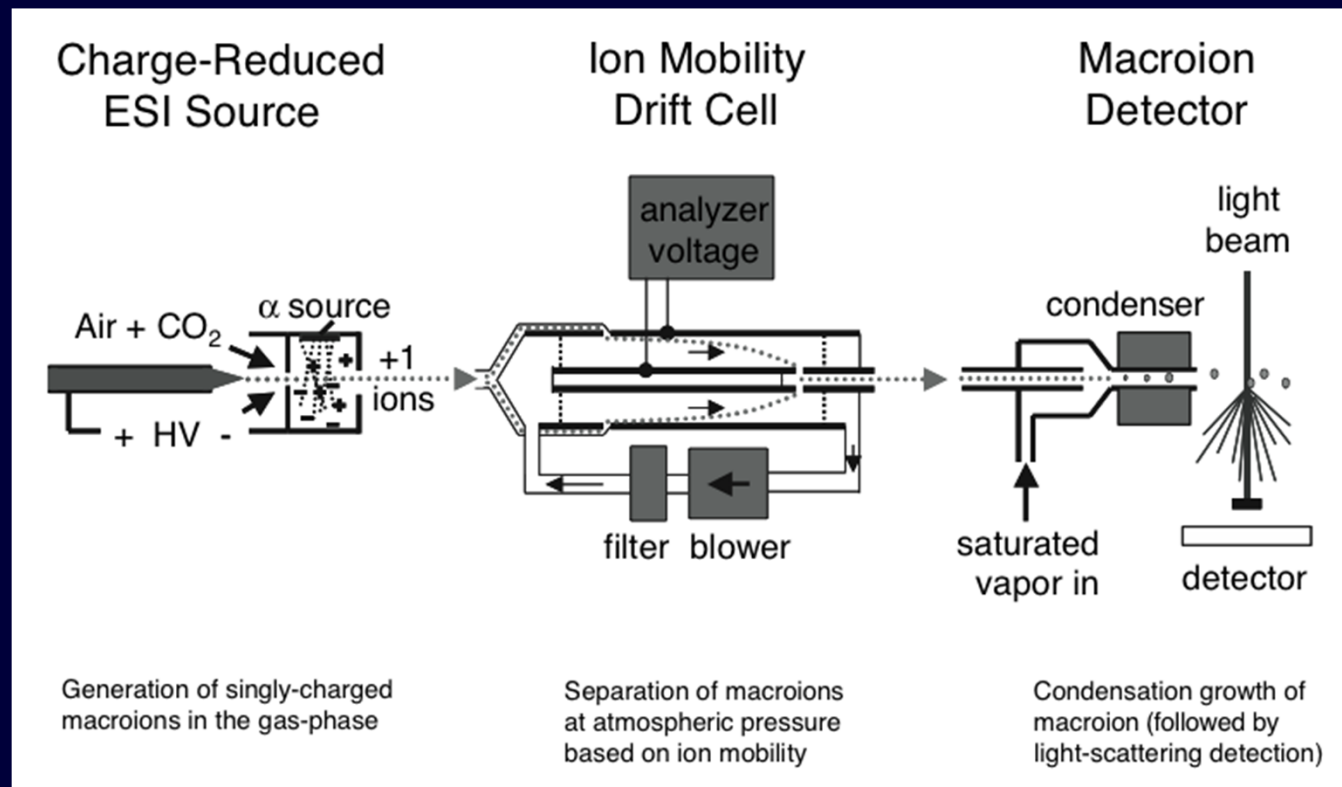 Charge-Reduced
ESI Source
Ion Mobility
Drift Cell
Macroion
Detector
analyzer
voltage
light
beam
α source
condenser
Air + CO₂
+1
ions
+ HV -
filter
blower
saturated
vapor in
detector
Generation of singly-charged
macroions in the gas-phase
Separation of macroions
at atmospheric pressure
based on ion mobility
Condensation growth of
macroion (followed by
light-scattering detection)